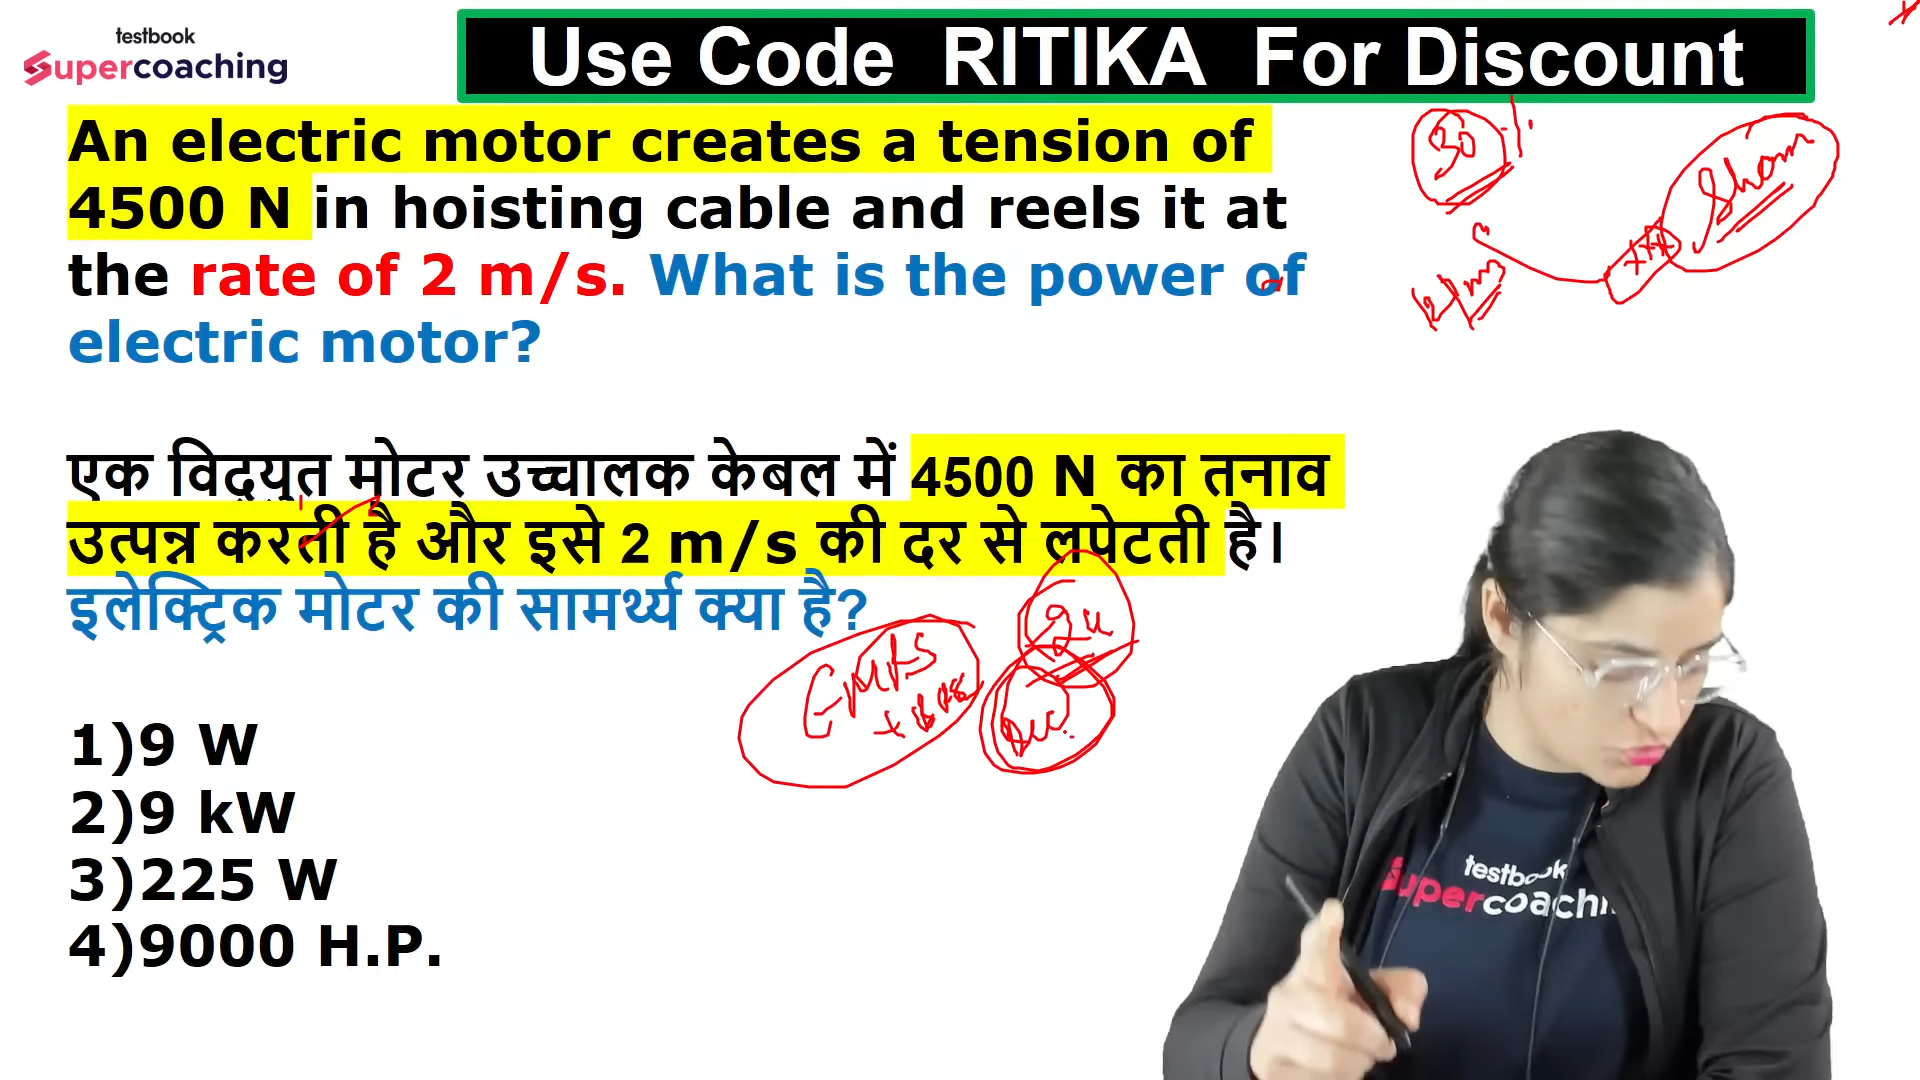 testbook
Supercoaching
Use Code RITIKA For Discount
An electric motor creates a tension of
4500 N in hoisting cable and reels it at
the rate of 2 m/s. What is the power of
electric motor?
एक विद्युत मोटर उच्चालक केबल में 4500 N का तनाव
उत्पन्न करती है और इसे 2 m/s की दर से लपेटती है।
इलेक्ट्रिक मोटर की सामर्थ्य क्या है?
1)9 W
2)9 kW
3)225 W
4)9000 H.P.
30
testbook
Supercoachi